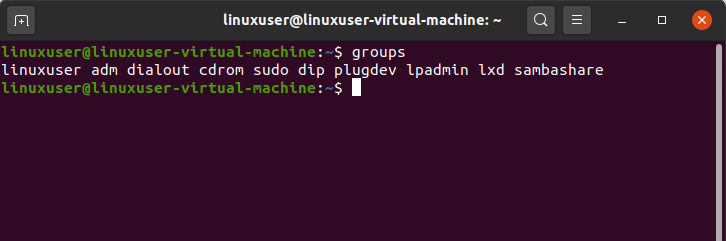 linuxuser@linuxuser-virtual-machine: ~
linuxuser@linuxuser-virtual-machine:~$ groups
linuxuser adm dialout cdrom sudo dip plugdev lpadmin lxd sambashare
linuxuser@linuxuser-virtual-machine:~$